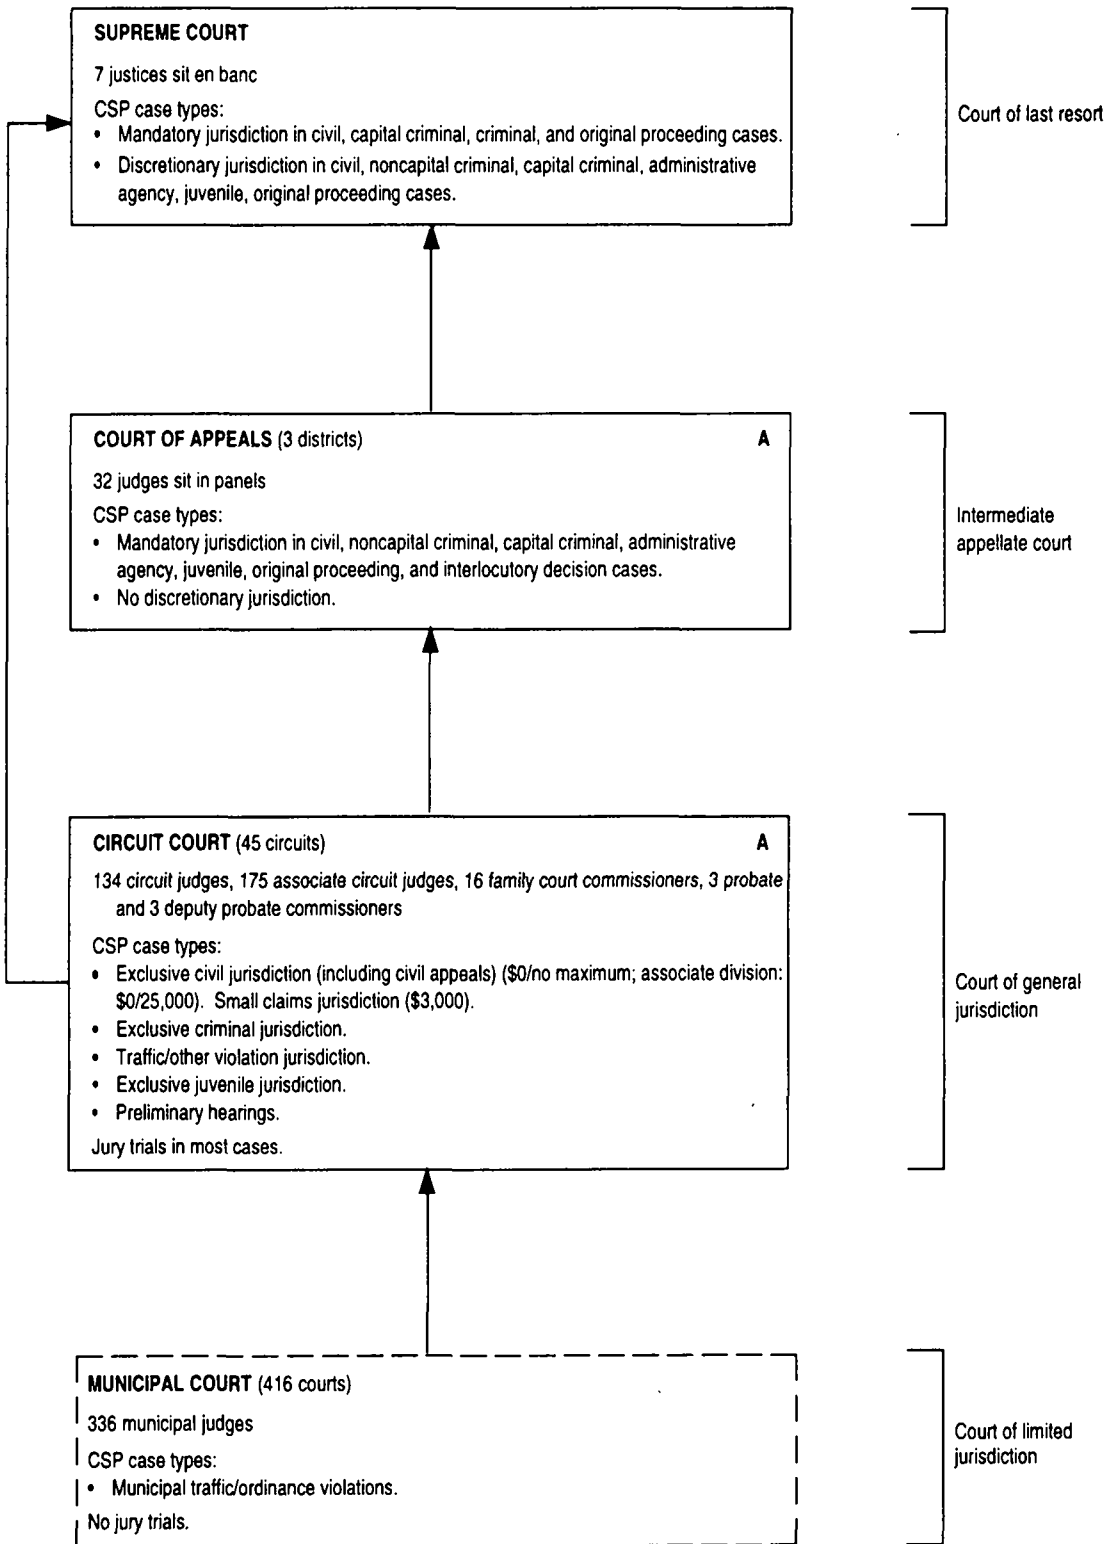 SUPREME COURT
7 justices sit en banc
CSP case types:
• Mandatory jurisdiction in civil, capital criminal, criminal, and original proceeding cases.
• Discretionary jurisdiction in civil, noncapital criminal, capital criminal, administrative
agency, juvenile, original proceeding cases.
Court of last resort
COURT OF APPEALS (3 districts) A
32 judges sit in panels
CSP case types:
• Mandatory jurisdiction in civil, noncapital criminal, capital criminal, administrative
agency, juvenile, original proceeding, and interlocutory decision cases.
• No discretionary jurisdiction.
Intermediate
appellate court
CIRCUIT COURT (45 circuits) A
134 circuit judges, 175 associate circuit judges, 16 family court commissioners, 3 probate
and 3 deputy probate commissioners
CSP case types:
• Exclusive civil jurisdiction (including civil appeals) ($0/no maximum; associate division:
$0/25,000). Small claims jurisdiction ($3,000).
• Exclusive criminal jurisdiction.
• Traffic/other violation jurisdiction.
• Exclusive juvenile jurisdiction.
• Preliminary hearings.
Jury trials in most cases.
Court of general
jurisdiction
MUNICIPAL COURT (416 courts)
336 municipal judges
CSP case types:
• Municipal traffic/ordinance violations.
No jury trials.
Court of limited
jurisdiction